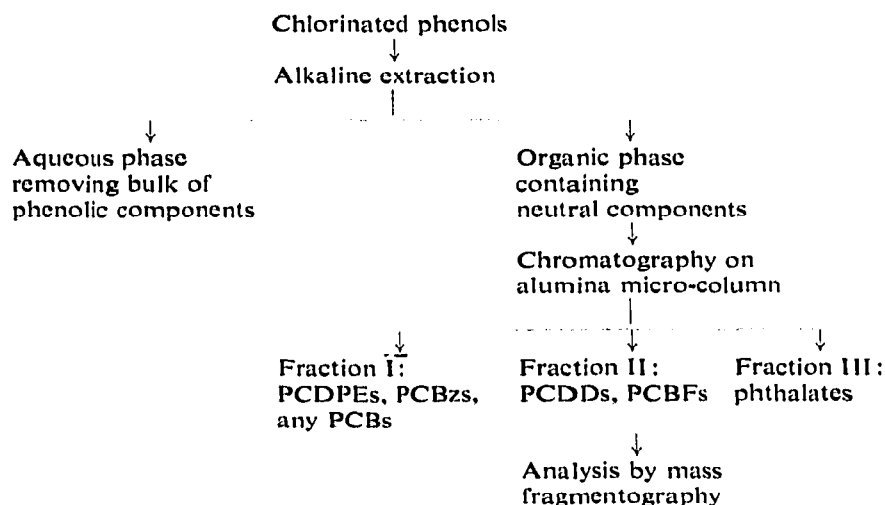 Chlorinated phenols
Alkaline extraction
Aqueous phase
removing bulk of
phenolic components
Organic phase
containing
neutral components
Chromatography on
alumina micro-column
Fraction I:
PCDPEs, PCBzs,
any PCBs
Fraction II:
PCDDs, PCBFs
Fraction III:
phthalates
Analysis by mass
fragmentography